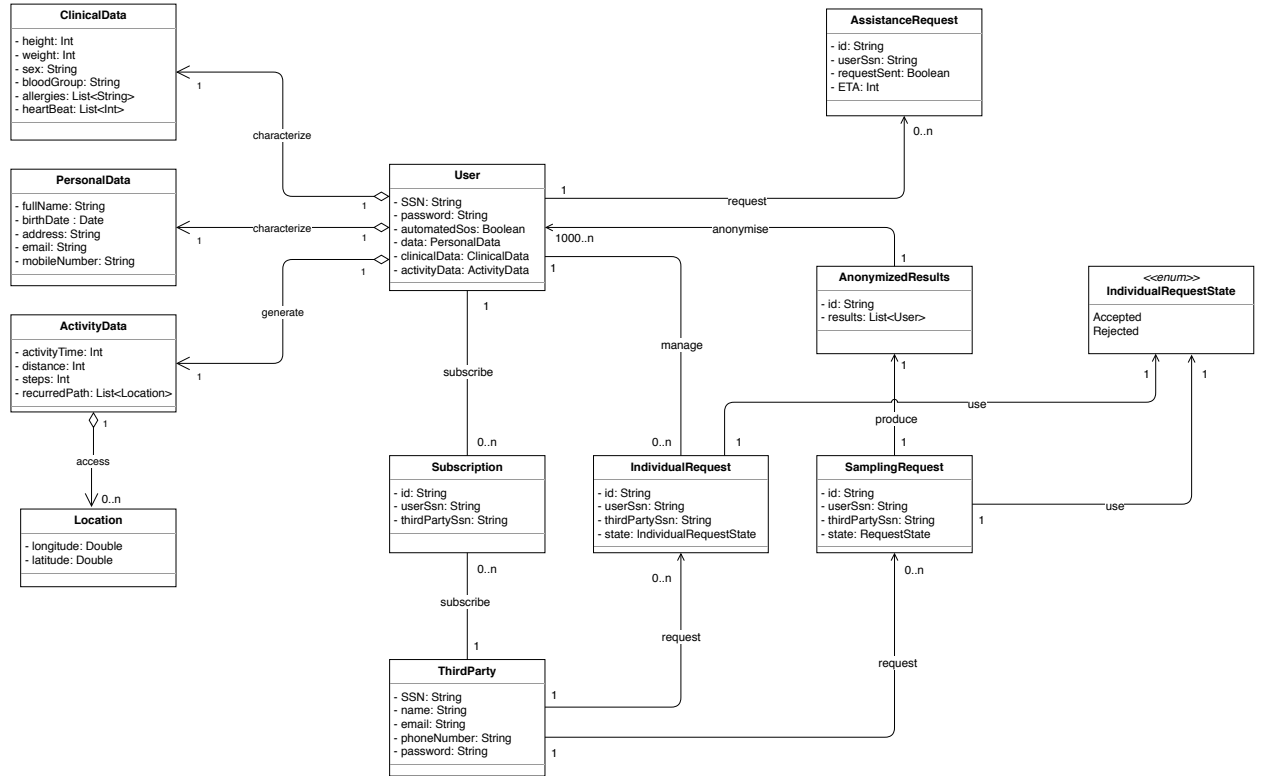 ClinicalData
- height: Int
- weight: Int
- sex: String
- bloodGroup: String
- allergies: List<String>
- heartBeat: List<Int>
1
characterize
1
PersonalData
- fullName: String
- birthDate : Date
- address: String
- email: String
- mobileNumber: String
1
characterize
1
ActivityData
- activityTime: Int
- distance: Int
- steps: Int
- recurredPath: List<Location>
1
generate
1
1
access
0..n
Location
- longitude: Double
- latitude: Double
User
- SSN: String
- password: String
- automatedSos: Boolean
- data: PersonalData
- clinicalData: ClinicalData
- activityData: ActivityData
1
request
0..n
AssistanceRequest
- id: String
- userSsn: String
- requestSent: Boolean
- ETA: Int
1000..n
anonymise
1
AnonymizedResults
- id: String
- results: List<User>
<<enum>>
IndividualRequestState
Accepted
Rejected
1
manage
0..n
1
subscribe
0..n
1
produce
1
1
use
1
1
use
1
Subscription
- id: String
- userSsn: String
- thirdPartySsn: String
IndividualRequest
- id: String
- userSsn: String
- thirdPartySsn: String
- state: IndividualRequestState
SamplingRequest
- id: String
- userSsn: String
- thirdPartySsn: String
- state: RequestState
0..n
subscribe
1
0..n
request
1
0..n
request
1
ThirdParty
- SSN: String
- name: String
- email: String
- phoneNumber: String
- password: String